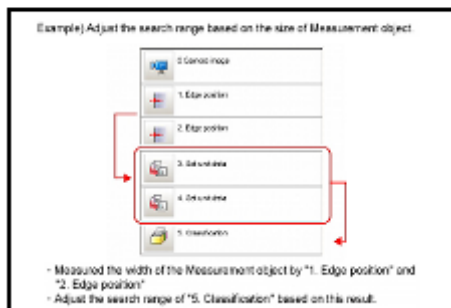 Example) Adjust the search range based on the size of Measurement object.
0.Camera image
1. Edge position
2. Edge position
3. Set unit data
4. Set unit data
5. Classification
- Measured the width of the Measurement object by "1. Edge position" and
"2. Edge position"
- Adjust the search range of "5. Classification" based on this result.